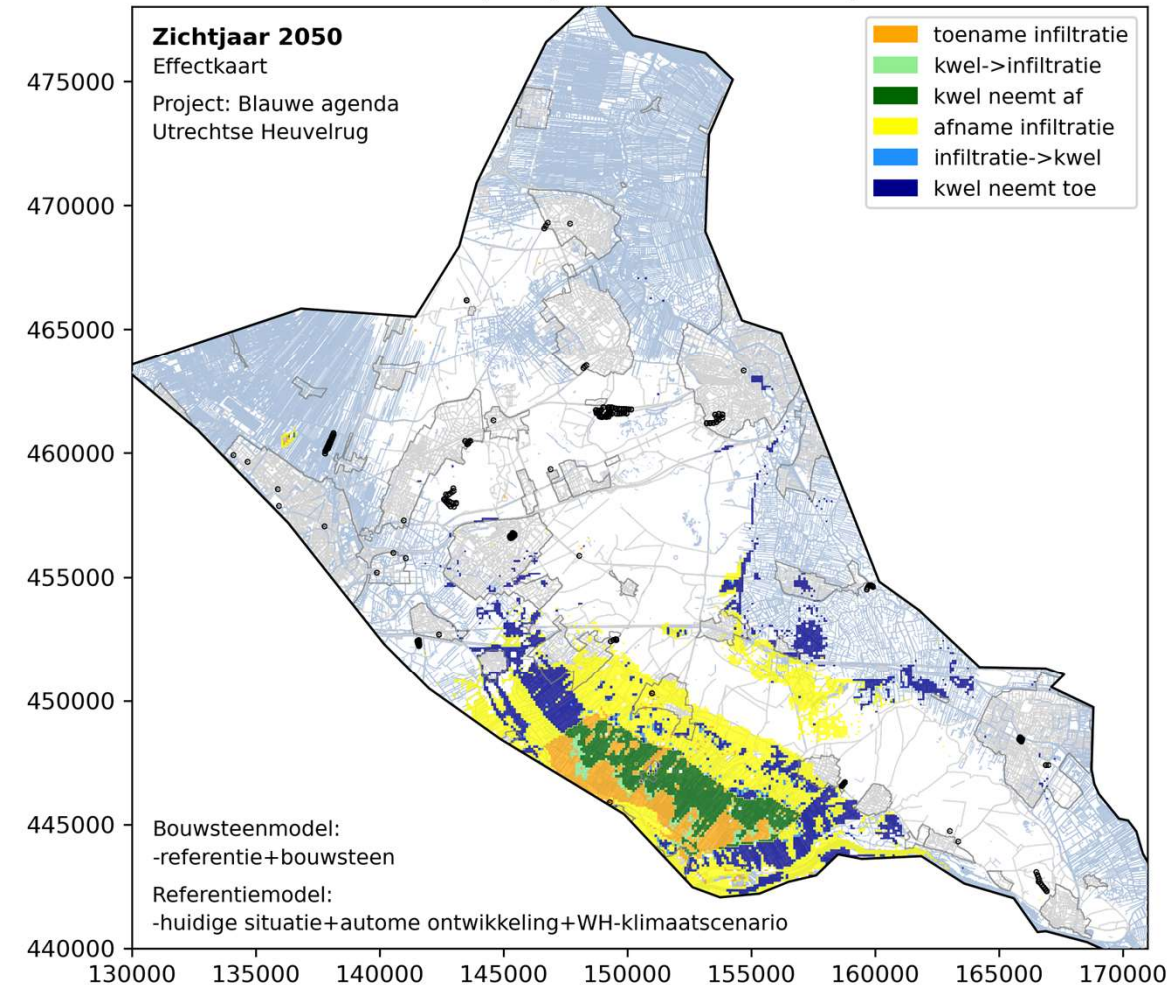 Zichtjaar 2050
Effectkaart
Project: Blauwe agenda
Utrechtse Heuvelrug
toename infiltratie
kwel->infiltratie
kwel neemt af
afname infiltratie
infiltratie->kwel
kwel neemt toe
475000
470000
465000
460000
455000
450000
445000
440000
Bouwsteenmodel:
-referentie+bouwsteen
Referentiemodel:
-huidige situatie+autome ontwikkeling+WH-klimaatscenario
130000 135000 140000 145000 150000 155000 160000 165000 170000